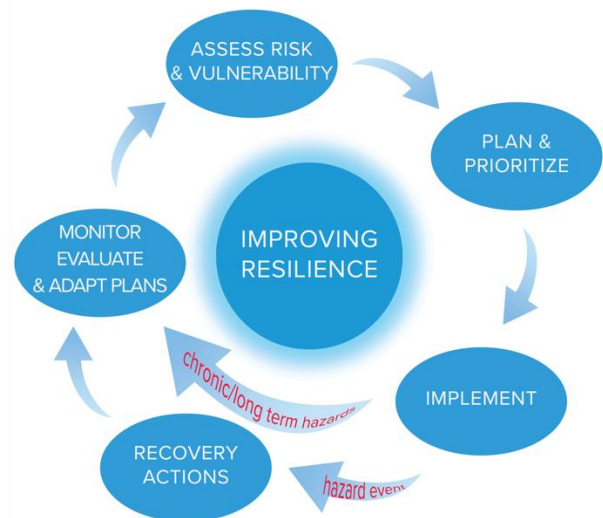 ASSESS RISK
& VULNERABILITY
PLAN &
PRIORITIZE
IMPROVING
RESILIENCE
MONITOR
EVALUATE
& ADAPT PLANS
chronic/long term hazards
IMPLEMENT
RECOVERY
ACTIONS
hazard event